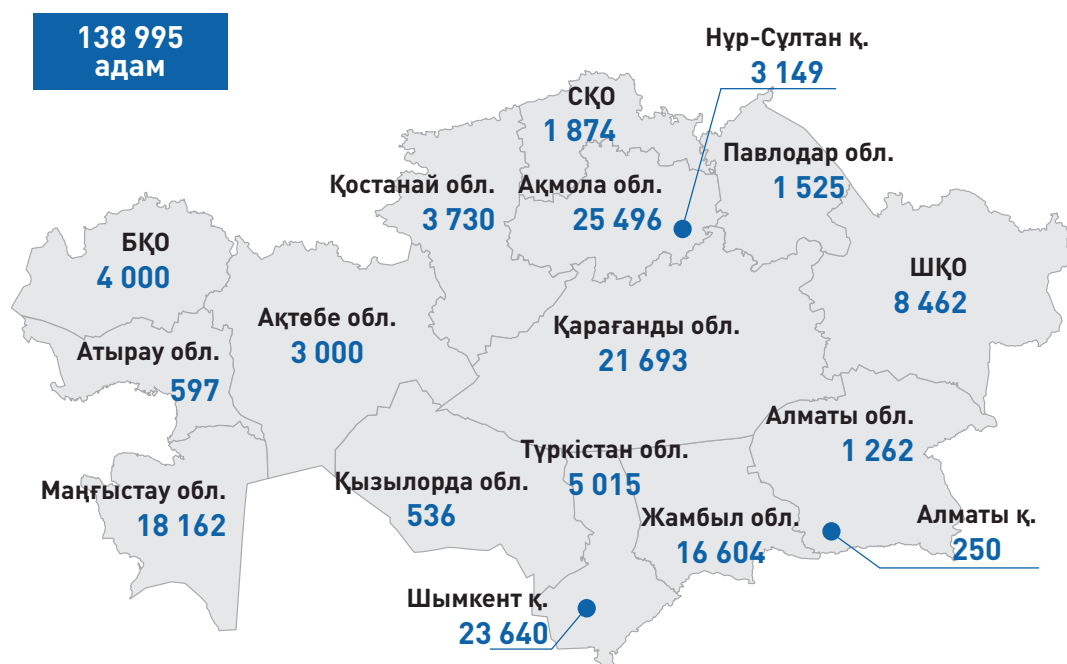 138 995
адам
Нұр-Сұлтан қ.
3 149
СҚО
1 874
Павлодар обл.
1 525
Қостанай обл.
3 730
Ақмола обл.
25 496
БҚО
4 000
ШҚО
8 462
Ақтөбе обл.
3 000
Қарағанды обл.
21 693
Атырау обл.
597
Алматы обл.
1 262
Түркістан обл.
5 015
Қызылорда обл.
536
Маңғыстау обл.
18 162
Жамбыл обл.
16 604
Алматы қ.
250
Шымкент қ.
23 640